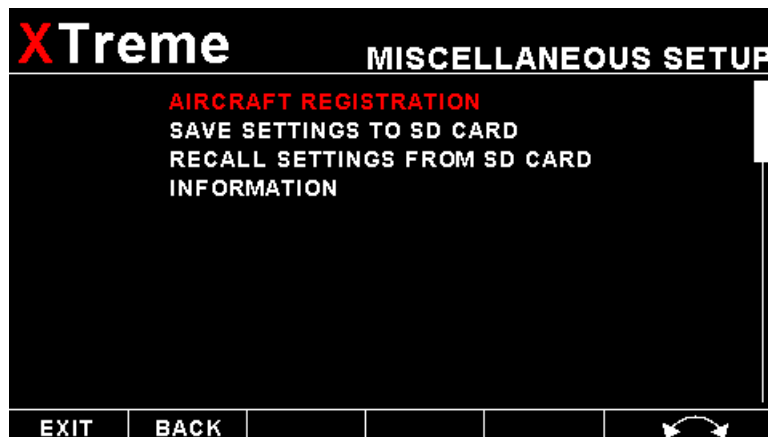 XTreme
MISCELLANEOUS SETUP
AIRCRAFT REGISTRATION
SAVE SETTINGS TO SD CARD
RECALL SETTINGS FROM SD CARD
INFORMATION
EXIT BACK